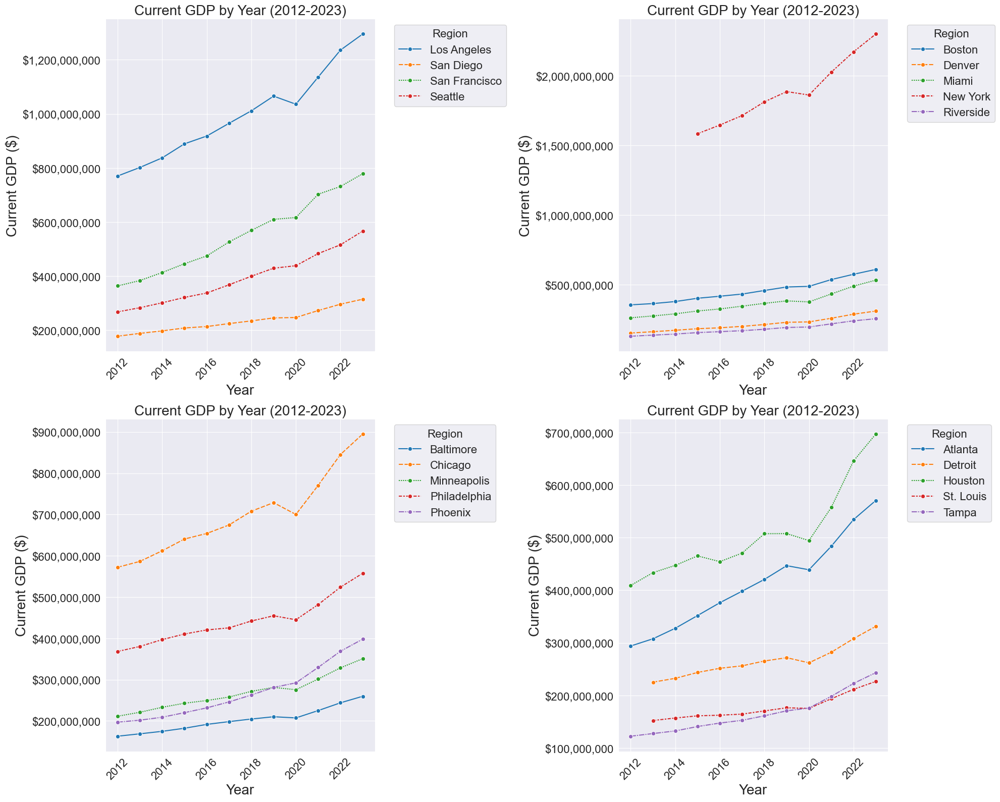 Current GDP by Year (2012-2023)
Current GDP ($)
$1,200,000,000
$1,000,000,000
$800,000,000
$600,000,000
$400,000,000
$200,000,000
2012
2014
2016
2018
2020
2022
Year
Region
Los Angeles
San Diego
San Francisco
Seattle
Current GDP by Year (2012-2023)
Current GDP ($)
$2,000,000,000
$1,500,000,000
$1,000,000,000
$500,000,000
2012
2014
2016
2018
2020
2022
Year
Region
Boston
Denver
Miami
New York
Riverside
Current GDP by Year (2012-2023)
Current GDP ($)
$900,000,000
$800,000,000
$700,000,000
$600,000,000
$500,000,000
$400,000,000
$300,000,000
$200,000,000
2012
2014
2016
2018
2020
2022
Year
Region
Baltimore
Chicago
Minneapolis
Philadelphia
Phoenix
Current GDP by Year (2012-2023)
Current GDP ($)
$700,000,000
$600,000,000
$500,000,000
$400,000,000
$300,000,000
$200,000,000
$100,000,000
2012
2014
2016
2018
2020
2022
Year
Region
Atlanta
Detroit
Houston
St. Louis
Tampa